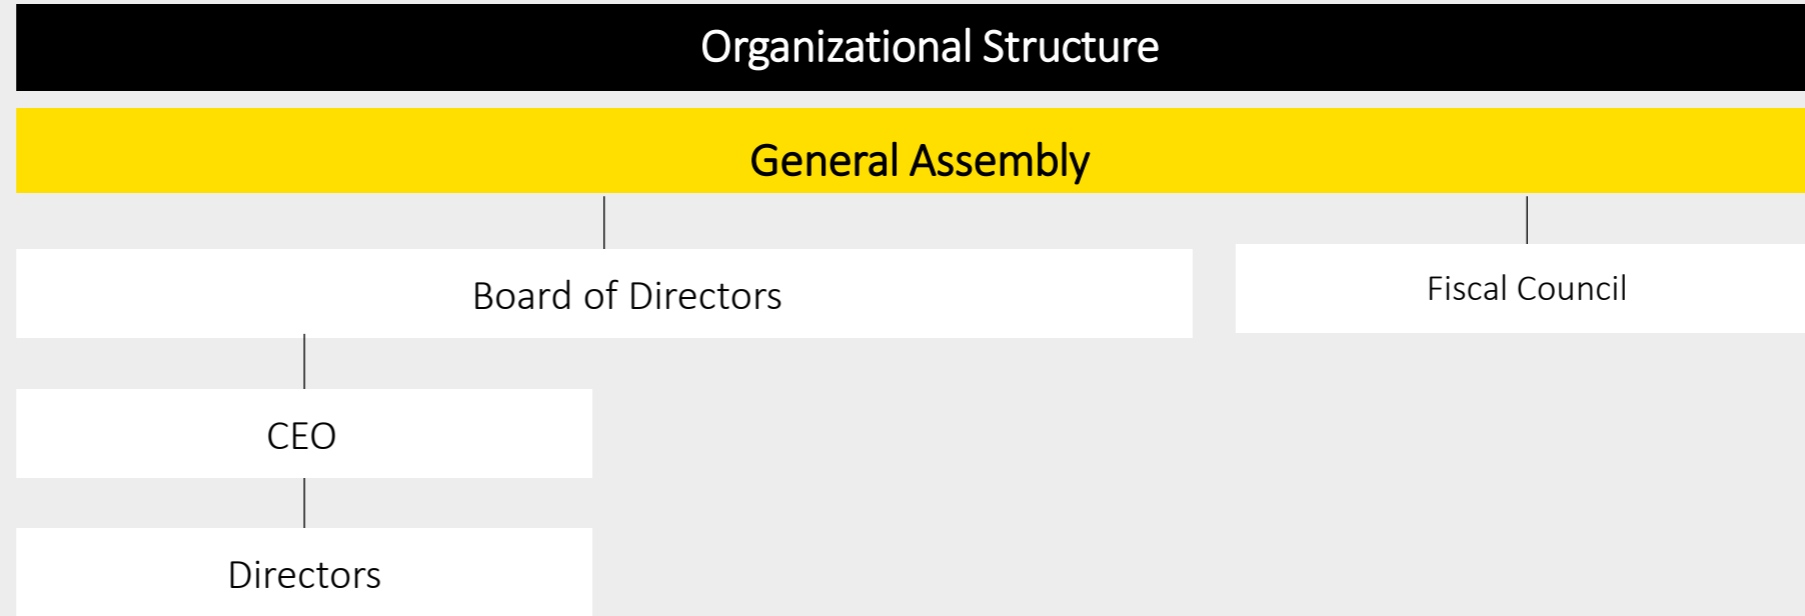 Organizational Structure
General Assembly
Board of Directors
Fiscal Council
CEO
Directors